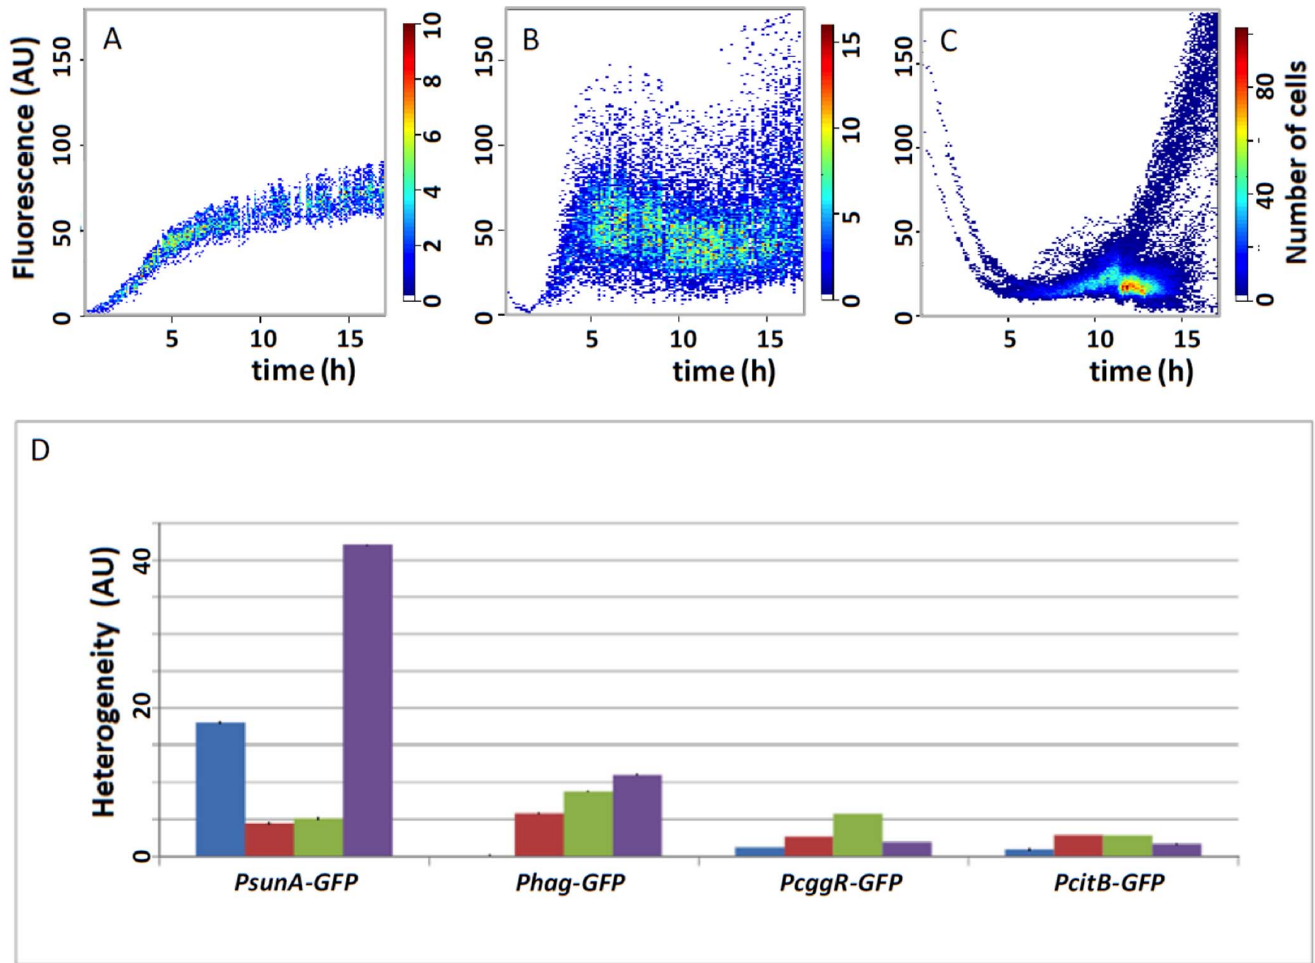 A
B
C
Fluorescence (AU)
0
50
100
150
5
10
15
time (h)
0
2
4
6
8
10
0
50
100
150
5
10
15
time (h)
0
5
10
15
0
50
100
150
5
10
15
time (h)
0
40
80
Number of cells
D
Heterogeneity (AU)
0
20
40
PsunA-GFP
Phag-GFP
PcggR-GFP
PcitB-GFP